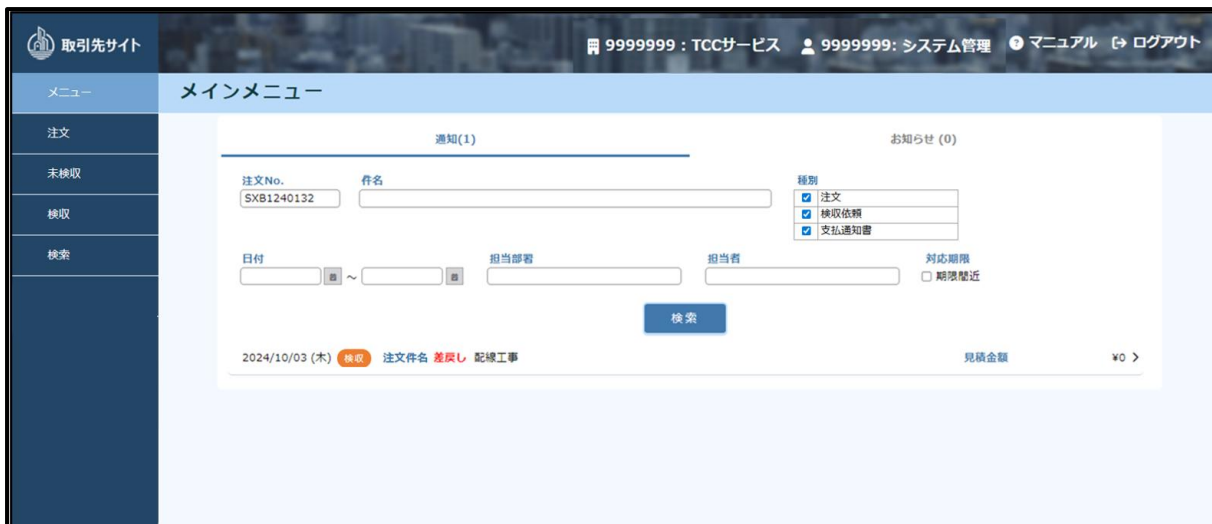 取引先サイト
9999999：TCCサービス 9999999: システム管理 マニュアル ログアウト
メニュー
メインメニュー
注文
未検収
検収
検索
通知(1) お知らせ (0)
注文No. 件名 種別
SXB1240132
注文
検収依頼
支払通知書
日付 担当部署 担当者 対応期限
～ 期限間近
検索
2024/10/03 (木) 検収 注文件名 差戻し 配線工事 見積金額 ¥0